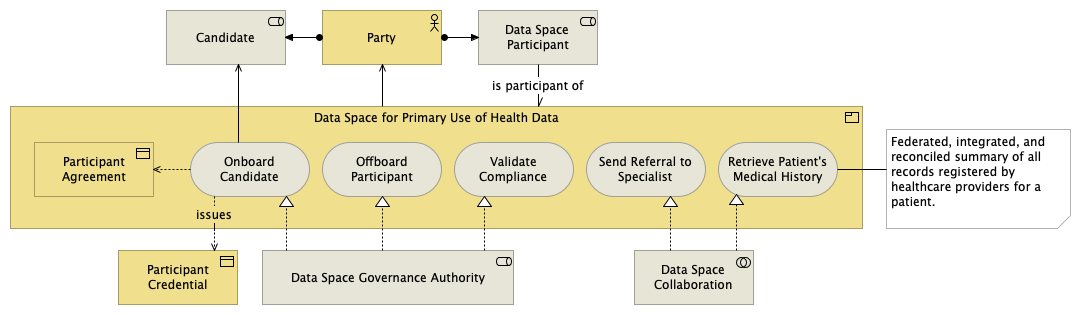 Candidate
Party
Data Space
Participant
is participant of
Data Space for Primary Use of Health Data
Participant
Agreement
Onboard
Candidate
Offboard
Participant
Validate
Compliance
Send Referral to
Specialist
Retrieve Patient's
Medical History
Federated, integrated, and
reconciled summary of all
records registered by
healthcare providers for a
patient.
issues
Participant
Credential
Data Space Governance Authority
Data Space
Collaboration